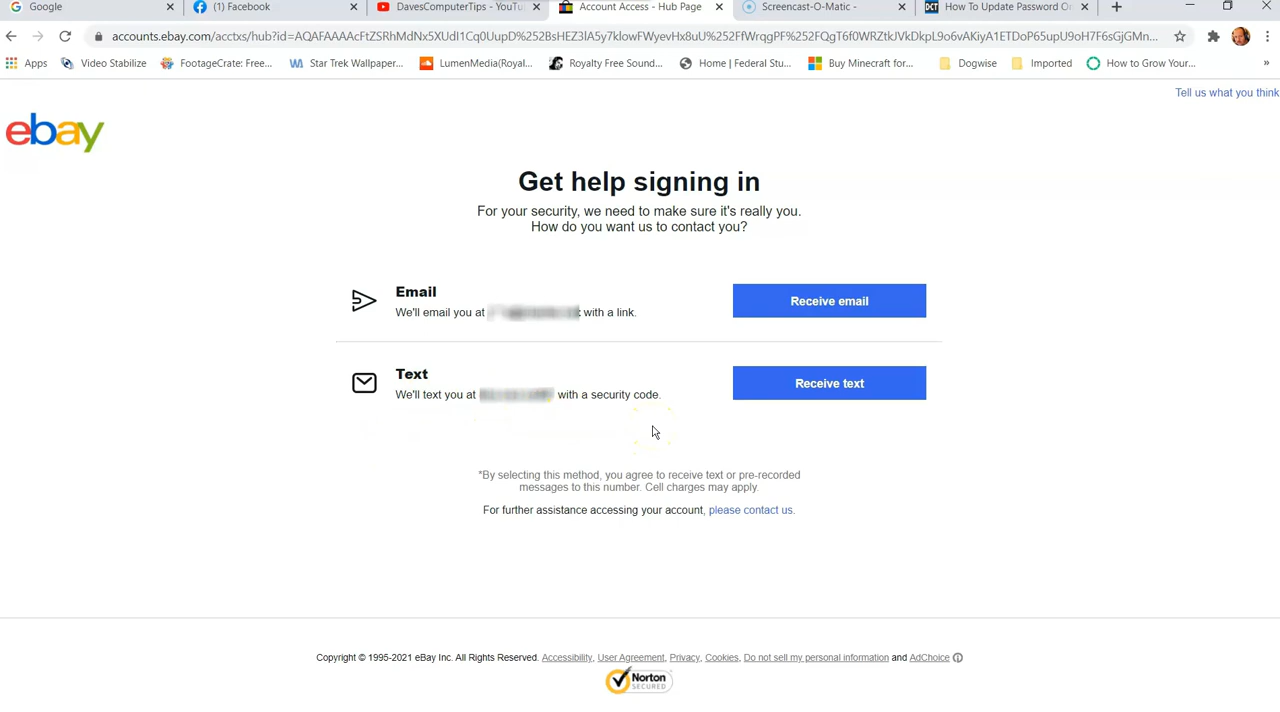 Google
(1) Facebook
DavesComputerTips - YouTu
Account Access - Hub Page
Screencast-O-Matic -
DCT
How To Update Password On
accounts.ebay.com/acctxs/hub?id=AQAFAAAACFtZSRhMdNx5XUdI1Cq0UupD%252BsHEZ3IA5y7klowFWyevHx8uU%252FfWrqgPF%252FQgT6f0WRZtkJVkDkpL9o6vAKiyA1ETDoP65upU9oH7F6sGjGMn...
Apps
Video Stabilize
FootageCrate: Free...
Star Trek Wallpaper...
LumenMedia(Royal...
Royalty Free Sound...
Home | Federal Stu...
Buy Minecraft for...
Dogwise
Imported
How to Grow Your...
»
Tell us what you think
ebay
Get help signing in
For your security, we need to make sure it's really you.
How do you want us to contact you?
Email
We'll email you at with a link.
Receive email
Text
We'll text you at with a security code.
Receive text
*By selecting this method, you agree to receive text or pre-recorded
messages to this number. Cell charges may apply.
For further assistance accessing your account, please contact us.
Copyright © 1995-2021 eBay Inc. All Rights Reserved. Accessibility, User Agreement, Privacy, Cookies, Do not sell my personal information and AdChoice
Norton
SECURED